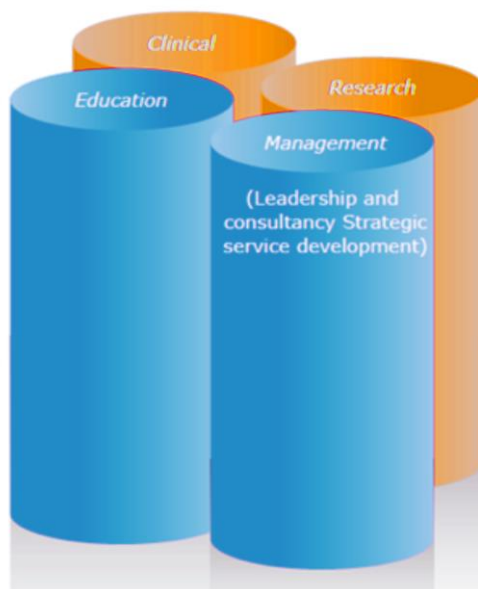 Clinical
Research
Education
Management
(Leadership and
consultancy Strategic
service development)